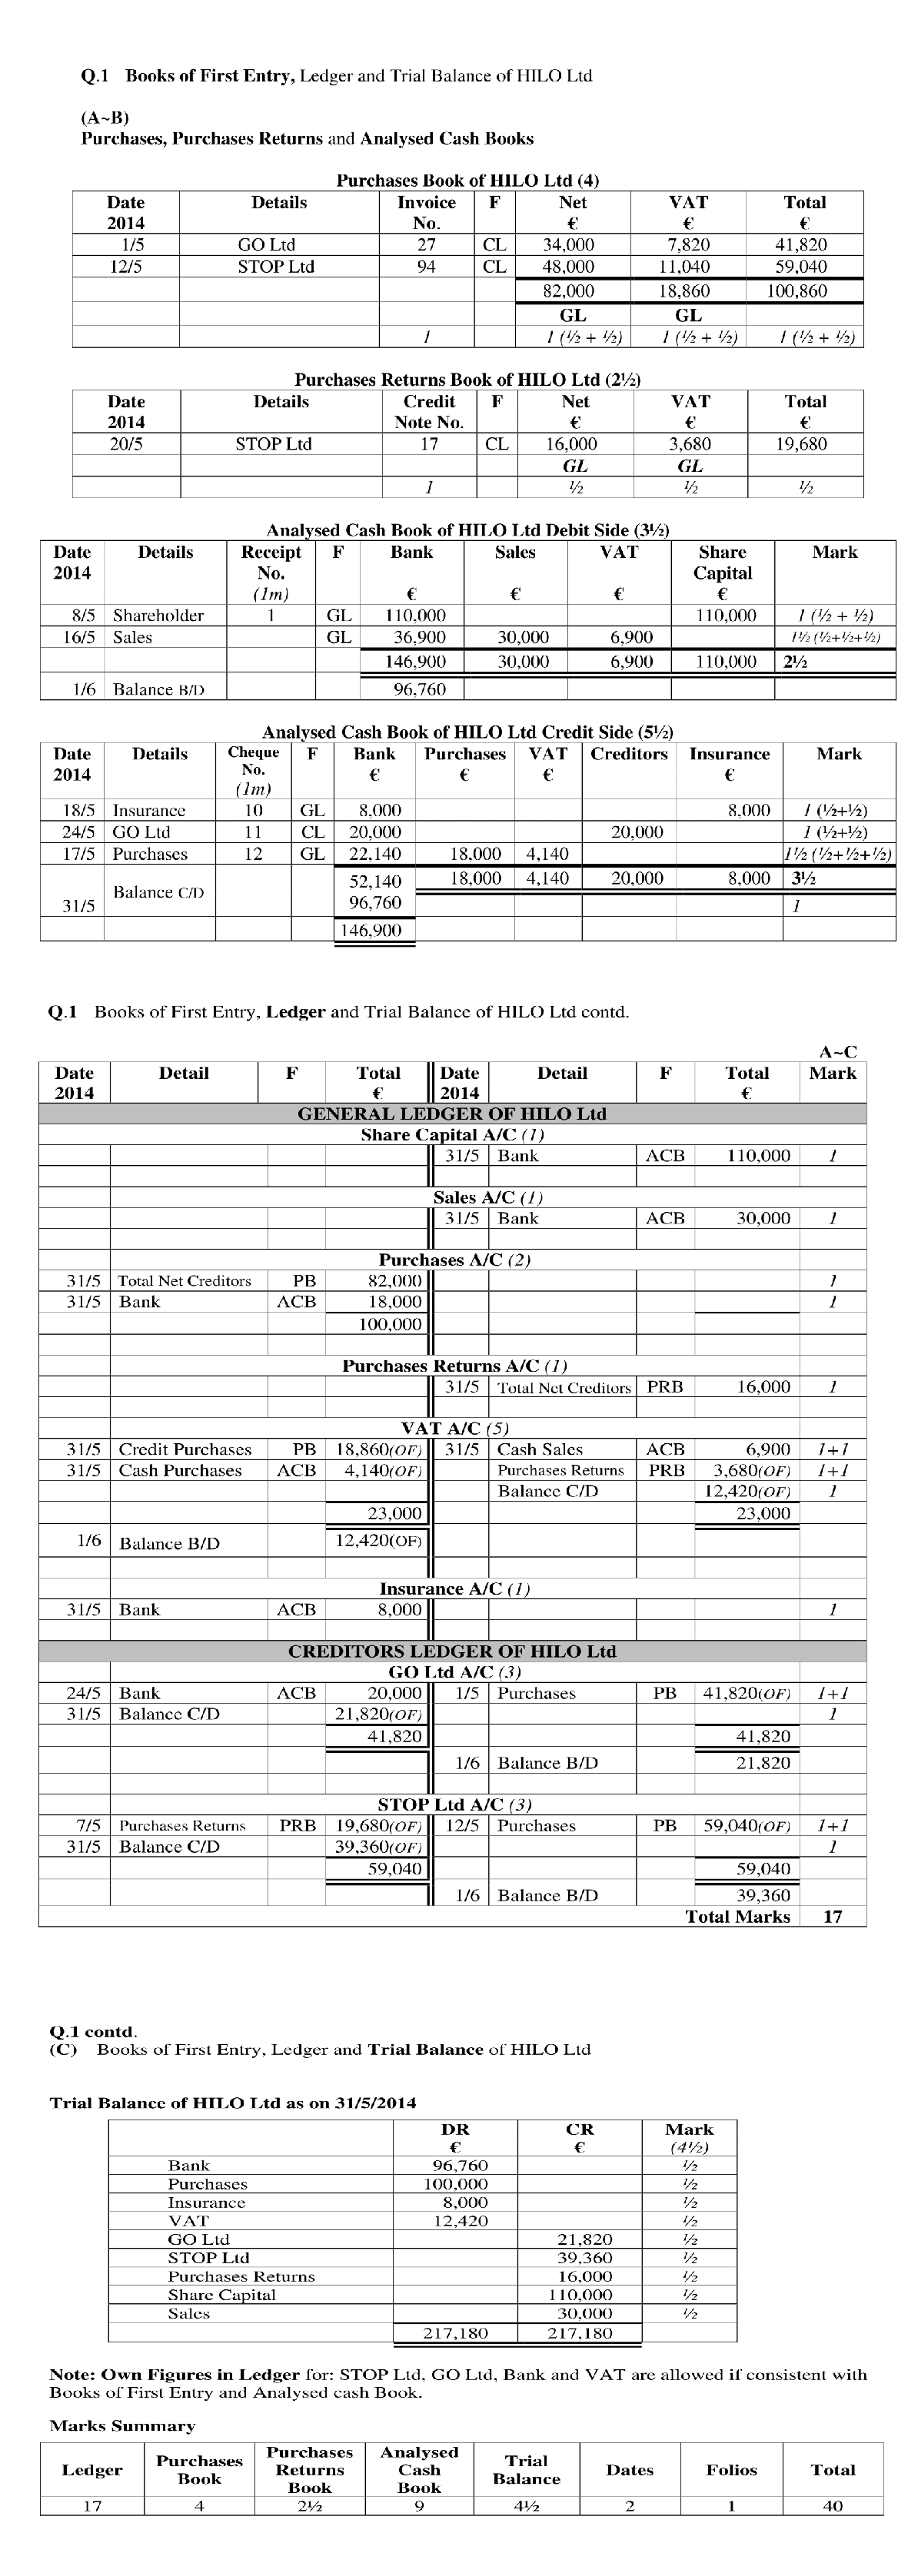 Q.1 Books of First Entry, Ledger and Trial Balance of HILO Ltd
(A~B)
Purchases, Purchases Returns and Analysed Cash Books
Purchases Book of HILO Ltd (4)
Date Details Invoice F Net VAT Total
2014 No. € € €
1/5 GO Ltd 27 CL 34,000 7,820 41,820
12/5 STOP Ltd 94 CL 48,000 11,040 59,040
82,000 18,860 100,860
GL GL
1 1 (½ + ½) 1 (½ + ½) 1 (½ + ½)
Purchases Returns Book of HILO Ltd (2½)
Date Details Credit F Net VAT Total
2014 Note No. € € €
20/5 STOP Ltd 17 CL 16,000 3,680 19,680
GL GL
1 ½ ½ ½
Analysed Cash Book of HILO Ltd Debit Side (3½)
Date Details Receipt F Bank Sales VAT Share Mark
2014 No. Capital
(1m) € € € €
8/5 Shareholder 1 GL 110,000 110,000 1 (½ + ½)
16/5 Sales GL 36,900 30,000 6,900 1½ (½+½+½)
146,900 30,000 6,900 110,000 2½
1/6 Balance B/D 96,760
Analysed Cash Book of HILO Ltd Credit Side (5½)
Date Details Cheque F Bank Purchases VAT Creditors Insurance Mark
2014 No. € € € €
(1m)
18/5 Insurance 10 GL 8,000 8,000 1 (½+½)
24/5 GO Ltd 11 CL 20,000 20,000 1 (½+½)
17/5 Purchases 12 GL 22,140 18,000 4,140 1½ (½+½+½)
52,140 18,000 4,140 20,000 8,000 3½
Balance C/D
31/5 96,760 1
146,900
Q.1 Books of First Entry, Ledger and Trial Balance of HILO Ltd contd.
A~C
Date Detail F Total Date Detail F Total Mark
2014 € 2014 €
GENERAL LEDGER OF HILO Ltd
Share Capital A/C (1)
31/5 Bank ACB 110,000 1
Sales A/C (1)
31/5 Bank ACB 30,000 1
Purchases A/C (2)
31/5 Total Net Creditors PB 82,000 1
31/5 Bank ACB 18,000 1
100,000
Purchases Returns A/C (1)
31/5 Total Net Creditors PRB 16,000 1
VAT A/C (5)
31/5 Credit Purchases PB 18,860(OF) 31/5 Cash Sales ACB 6,900 1+1
31/5 Cash Purchases ACB 4,140(OF) Purchases Returns PRB 3,680(OF) 1+1
Balance C/D 12,420(OF) 1
23,000 23,000
1/6 Balance B/D 12,420(OF)
Insurance A/C (1)
31/5 Bank ACB 8,000 1
CREDITORS LEDGER OF HILO Ltd
GO Ltd A/C (3)
24/5 Bank ACB 20,000 1/5 Purchases PB 41,820(OF) 1+1
31/5 Balance C/D 21,820(OF) 1
41,820 41,820
1/6 Balance B/D 21,820
STOP Ltd A/C (3)
7/5 Purchases Returns PRB 19,680(OF) 12/5 Purchases PB 59,040(OF) 1+1
31/5 Balance C/D 39,360(OF) 1
59,040 59,040
1/6 Balance B/D 39,360
Total Marks 17
Q.1 contd.
(C) Books of First Entry, Ledger and Trial Balance of HILO Ltd
Trial Balance of HILO Ltd as on 31/5/2014
DR CR Mark
€ € (4½)
Bank 96,760 ½
Purchases 100,000 ½
Insurance 8,000 ½
VAT 12,420 ½
GO Ltd 21,820 ½
STOP Ltd 39,360 ½
Purchases Returns 16,000 ½
Share Capital 110,000 ½
Sales 30,000 ½
217,180 217,180
Note: Own Figures in Ledger for: STOP Ltd, GO Ltd, Bank and VAT are allowed if consistent with
Books of First Entry and Analysed cash Book.
Marks Summary
Ledger Purchases Book Purchases Returns Book Analysed Cash Book Trial Balance Dates Folios Total
17 4 2½ 9 4½ 2 1 40